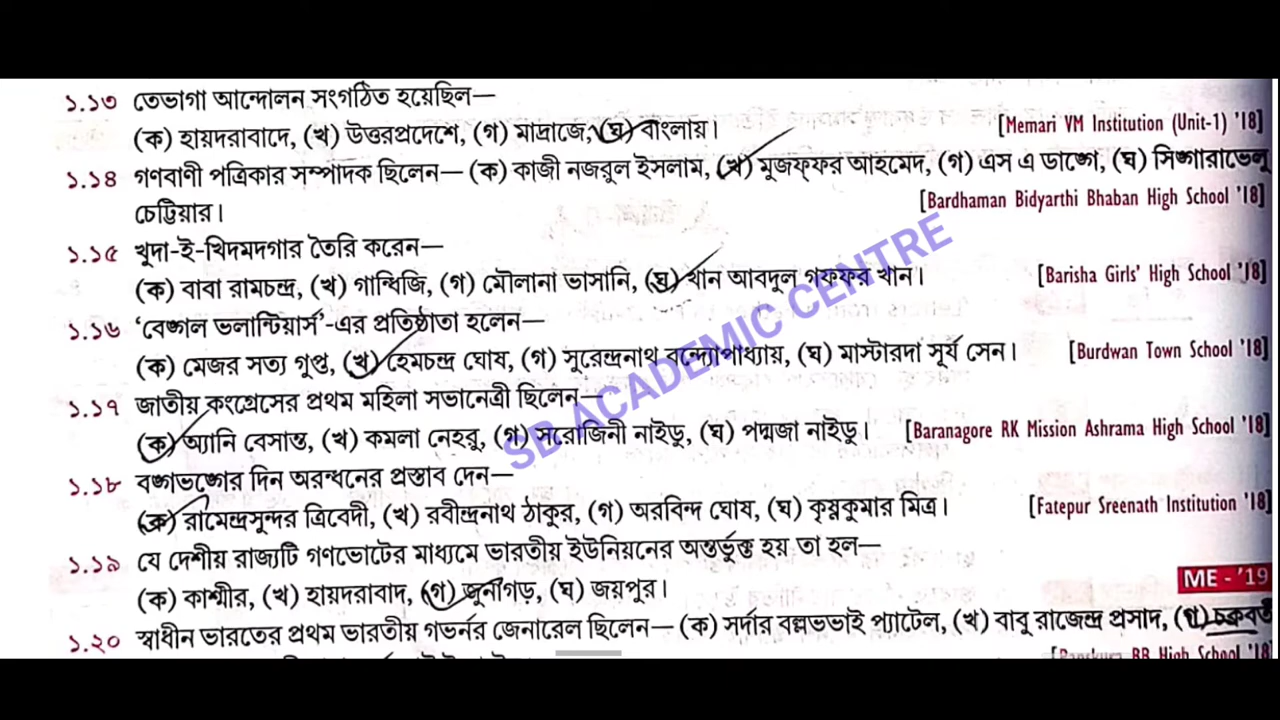 ১.১৩ তেভাগা আন্দোলন সংগঠিত হয়েছিল—
(ক) হায়দরাবাদে, (খ) উত্তরপ্রদেশে, (গ) মাদ্রাজে, (ঘ) বাংলায়। [Memari VM Institution (Unit-1) '18]
১.১৪ গণবাণী পত্রিকার সম্পাদক ছিলেন— (ক) কাজী নজরুল ইসলাম, (খ) মুজফ্‌ফর আহমেদ, (গ) এস এ ডাঙ্গে, (ঘ) সিঙ্গারাভেলু
চেট্টিয়ার। [Bardhaman Bidyarthi Bhaban High School '18]
১.১৫ খুদা-ই-খিদমদগার তৈরি করেন—
(ক) বাবা রামচন্দ্র, (খ) গান্ধিজি, (গ) মৌলানা ভাসানি, (ঘ) খান আবদুল গফফর খান। [Barisha Girls' High School '18]
১.১৬ 'বেঙ্গল ভলান্টিয়ার্স'-এর প্রতিষ্ঠাতা হলেন—
(ক) মেজর সত্য গুপ্ত, (খ) হেমচন্দ্র ঘোষ, (গ) সুরেন্দ্রনাথ বন্দ্যোপাধ্যায়, (ঘ) মাস্টারদা সূর্য সেন। [Burdwan Town School '18]
১.১৭ জাতীয় কংগ্রেসের প্রথম মহিলা সভানেত্রী ছিলেন—
(ক) অ্যানি বেসান্ত, (খ) কমলা নেহরু, (গ) সরোজিনী নাইডু, (ঘ) পদ্মজা নাইডু। [Baranagore RK Mission Ashrama High School '18]
১.১৮ বঙ্গভঙ্গের দিন অরন্ধনের প্রস্তাব দেন—
(ক) রামেন্দ্রসুন্দর ত্রিবেদী, (খ) রবীন্দ্রনাথ ঠাকুর, (গ) অরবিন্দ ঘোষ, (ঘ) কৃষ্ণকুমার মিত্র। [Fatepur Sreenath Institution '18]
১.১৯ যে দেশীয় রাজ্যটি গণভোটের মাধ্যমে ভারতীয় ইউনিয়নের অন্তর্ভুক্ত হয় তা হল—
(ক) কাশ্মীর, (খ) হায়দরাবাদ, (গ) জুনাগড়, (ঘ) জয়পুর। ME - '19
১.২০ স্বাধীন ভারতের প্রথম ভারতীয় গভর্নর জেনারেল ছিলেন— (ক) সর্দার বল্লভভাই প্যাটেল, (খ) বাবু রাজেন্দ্র প্রসাদ, (গ)
SB ACADEMIC CENTRE